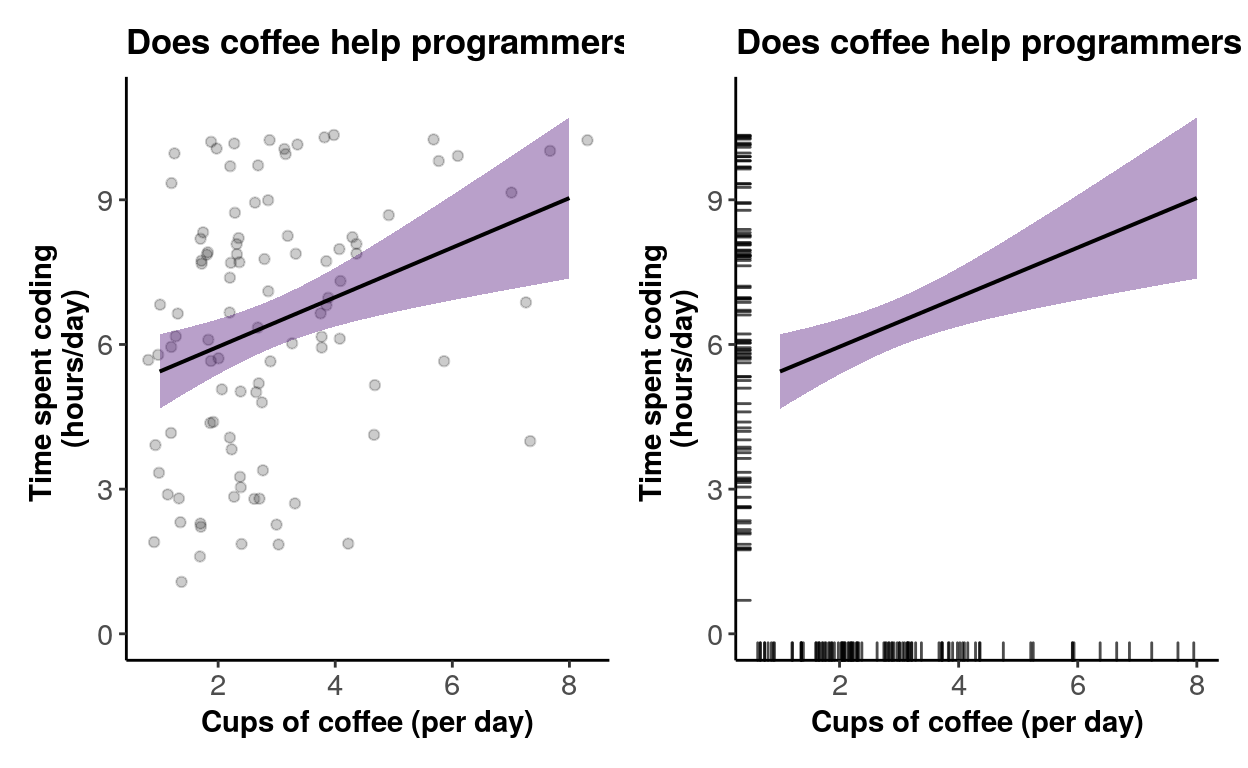 Does coffee help programmers
Time spent coding
(hours/day)
9
6
3
0
2 4 6 8
Cups of coffee (per day)
Does coffee help programmers
Time spent coding
(hours/day)
9
6
3
0
2 4 6 8
Cups of coffee (per day)